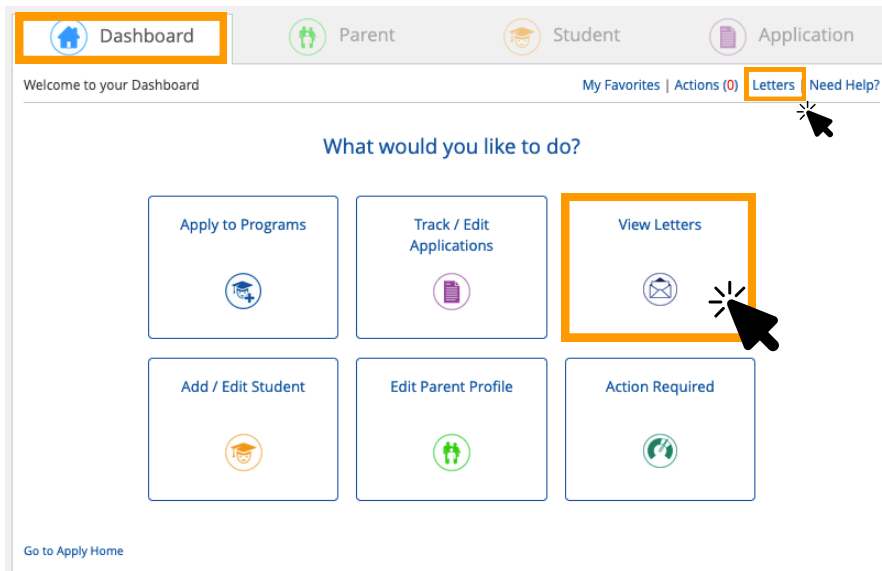 Dashboard
Parent
Student
Application
Welcome to your Dashboard
My Favorites | Actions (0) | Letters | Need Help?
What would you like to do?
Apply to Programs
Track / Edit
Applications
View Letters
Add / Edit Student
Edit Parent Profile
Action Required
Go to Apply Home